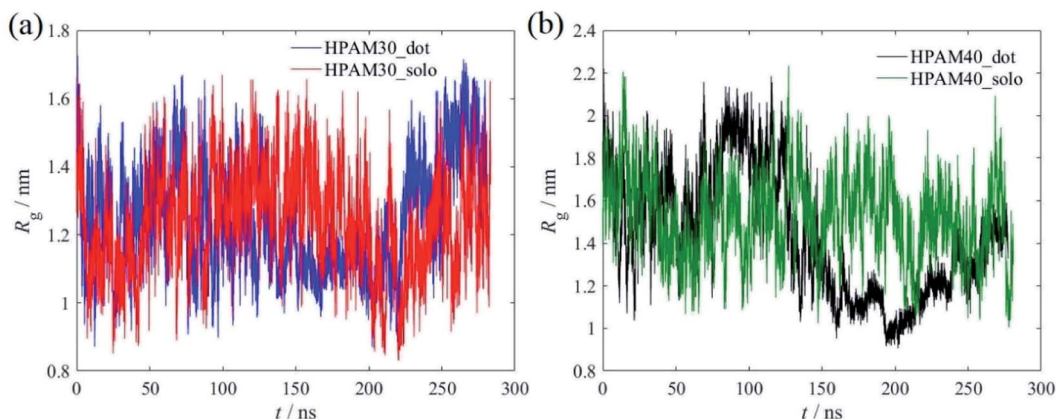 (a)
HPAM30_dot
HPAM30_solo
1.8
1.6
1.4
1.2
1
0.8
R_g / nm
0 50 100 150 200 250 300
t / ns
(b)
HPAM40_dot
HPAM40_solo
2.4
2.2
2
1.8
1.6
1.4
1.2
1
0.8
R_g / nm
0 50 100 150 200 250 300
t / ns